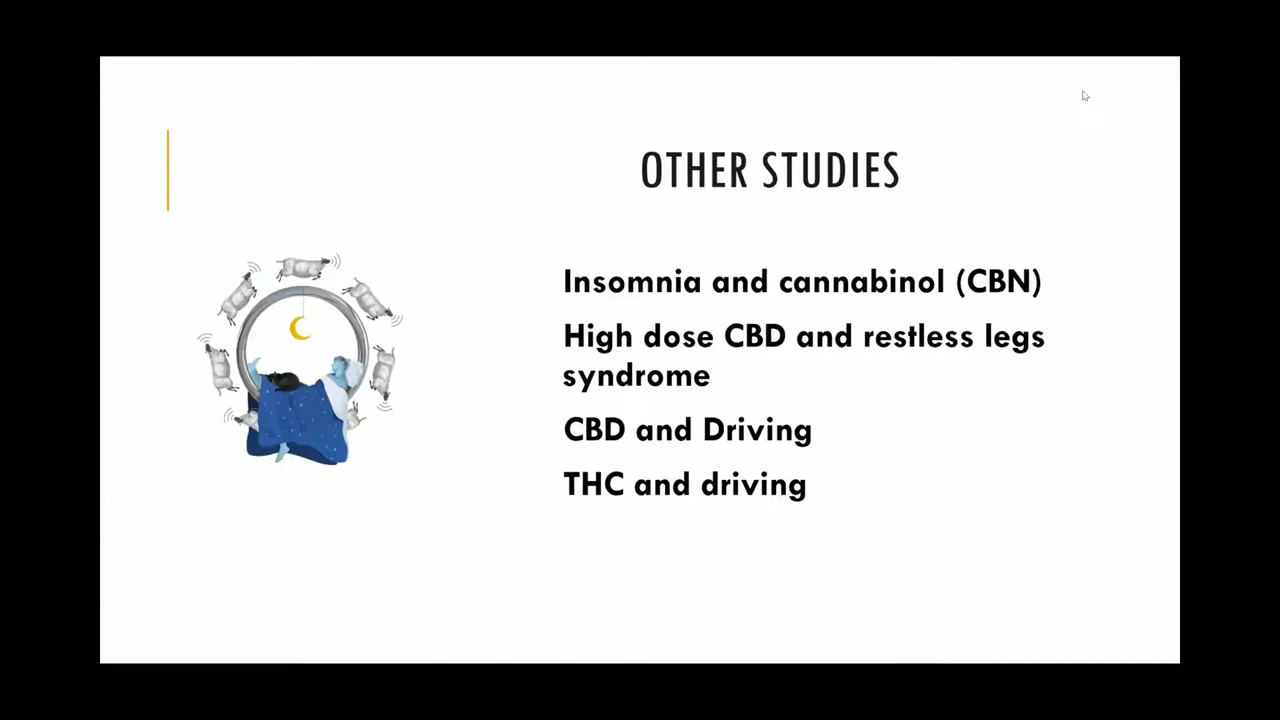 OTHER STUDIES
Insomnia and cannabinol (CBN)
High dose CBD and restless legs
syndrome
CBD and Driving
THC and driving